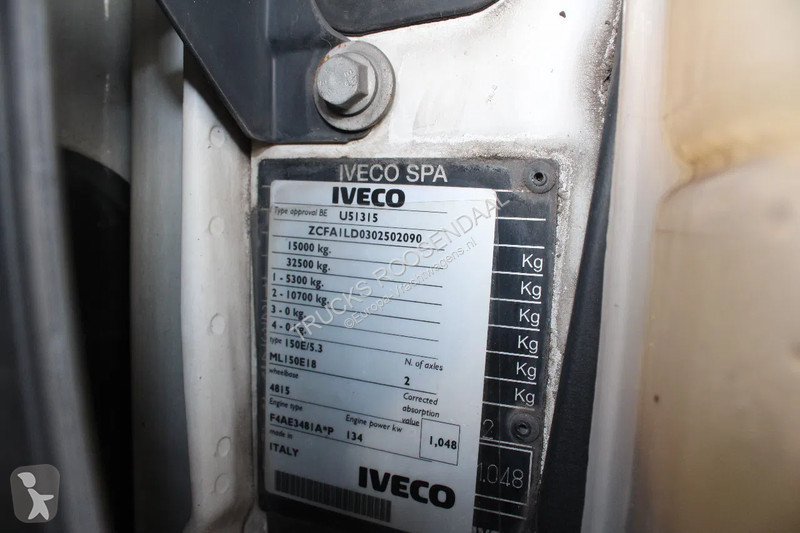 IVECO SPA
IVECO
Type approval BE U51315
ZCFA1LD0302502090
15000 kg.
32500 kg.
1 - 5300 kg.
2 - 10700 kg.
3 - 0 kg.
4 - 0
type 150E/5.3
ML150E18 N. of axles
wheelbase 2
4815 Corrected
Engine type absorption
Engine power kw value
F4AE3481A*P 134 1,048
made in
ITALY
IVECO
Kg
Kg
Kg
Kg
Kg
Kg
2
1.048
TRUCKS ROOSENDAAL